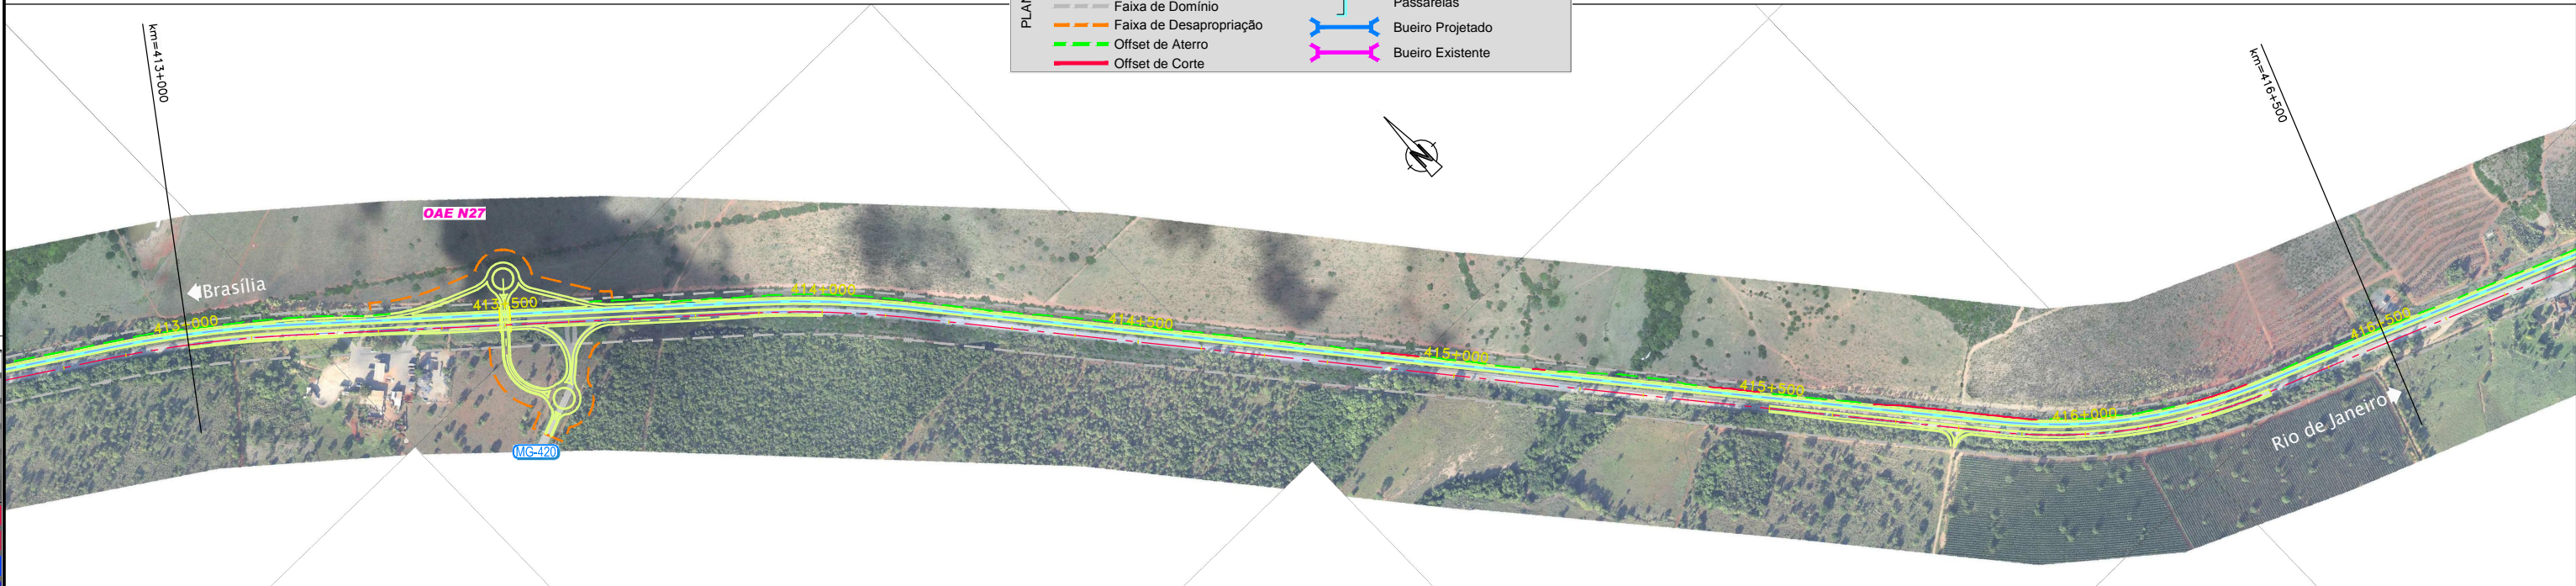 PLAN
Faixa de Domínio
Faixa de Desapropriação
Offset de Aterro
Offset de Corte
Passarelas
Bueiro Projetado
Bueiro Existente
km=413+000
km=416+500
N
OAE N27
Brasília
413+000
413+500
414+000
414+500
415+000
415+500
416+000
416+500
Rio de Janeiro
MG-420